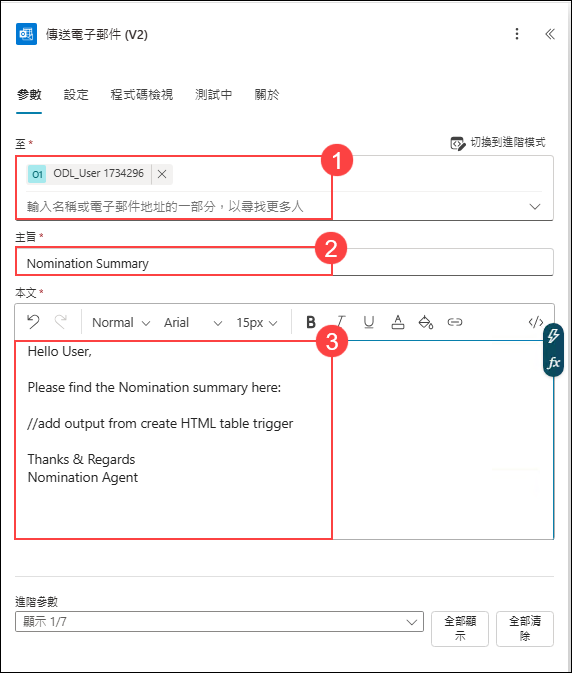 傳送電子郵件 (V2)
參數 設定 程式碼檢視 測試中 關於
至 *
切換到進階模式
1
O1 ODL_User 1734296
輸入名稱或電子郵件地址的一部分，以尋找更多人
主旨 *
2
Nomination Summary
本文 *
Normal Arial 15px B I U A </>
fx
3
Hello User,
Please find the Nomination summary here:
//add output from create HTML table trigger
Thanks & Regards
Nomination Agent
進階參數
顯示 1/7
全部顯
示
全部清
除